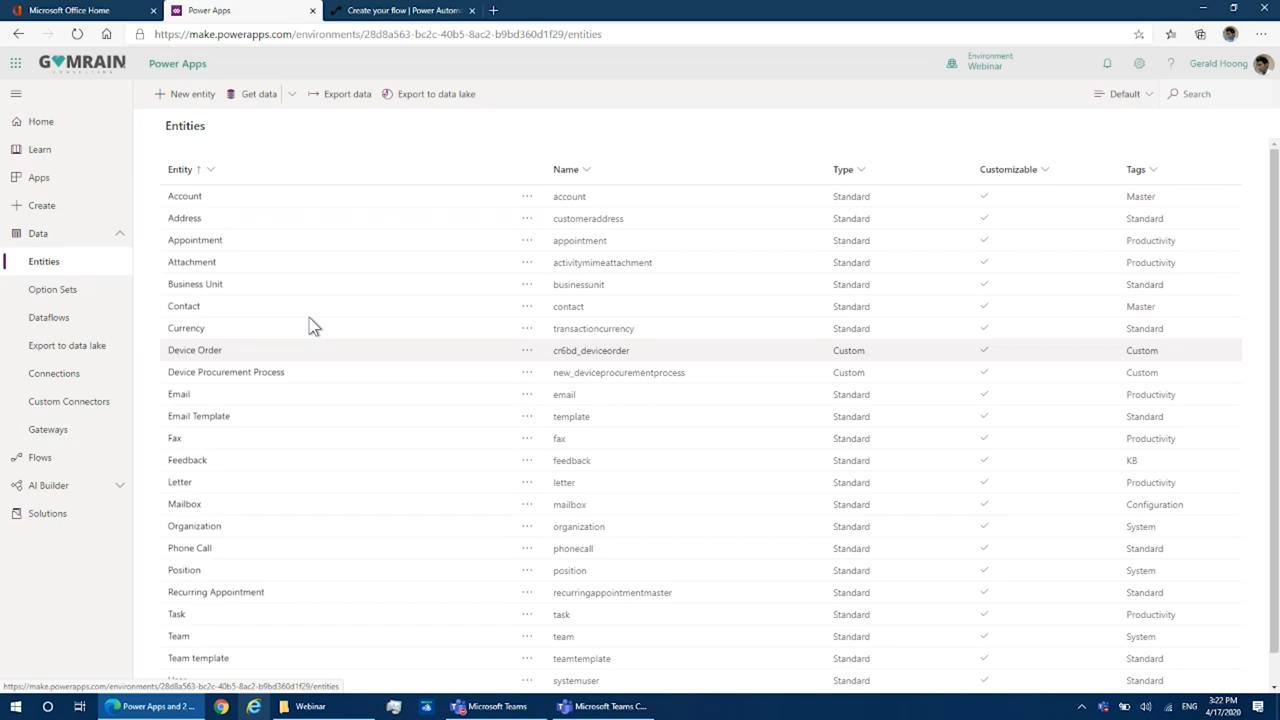 Microsoft Office Home
Power Apps
Create your flow | Power Autom
https://make.powerapps.com/environments/28d8a563-bc2c-40b5-8ac2-b9bd360d1f29/entities
GOMRAIN
Power Apps
Environment
Webinar
Gerald Hoong
New entity
Get data
Export data
Export to data lake
Default
Search
Home
Learn
Apps
Create
Data
Entities
Option Sets
Dataflows
Export to data lake
Connections
Custom Connectors
Gateways
Flows
AI Builder
Solutions
Entities
Entity ↑ Name Type Customizable Tags
Account ··· account Standard ✓ Master
Address ··· customeraddress Standard ✓ Standard
Appointment ··· appointment Standard ✓ Productivity
Attachment ··· activitymimeattachment Standard ✓ Productivity
Business Unit ··· businessunit Standard ✓ Standard
Contact ··· contact Standard ✓ Master
Currency ··· transactioncurrency Standard ✓ Standard
Device Order ··· cr6bd_deviceorder Custom ✓ Custom
Device Procurement Process ··· new_deviceprocurementprocess Custom ✓ Custom
Email ··· email Standard ✓ Productivity
Email Template ··· template Standard ✓ Standard
Fax ··· fax Standard ✓ Productivity
Feedback ··· feedback Standard ✓ KB
Letter ··· letter Standard ✓ Productivity
Mailbox ··· mailbox Standard ✓ Configuration
Organization ··· organization Standard ✓ System
Phone Call ··· phonecall Standard ✓ Standard
Position ··· position Standard ✓ System
Recurring Appointment ··· recurringappointmentmaster Standard ✓ Standard
Task ··· task Standard ✓ Productivity
Team ··· team Standard ✓ System
Team template ··· teamtemplate Standard ✓ Standard
systemuser Standard ✓ System
https://make.powerapps.com/environments/28d8a563-bc2c-40b5-8ac2-b9bd360d1f29/entities
Power Apps and 2 ...
Webinar
Microsoft Teams
Microsoft Teams C...
ENG
3:22 PM
4/17/2020